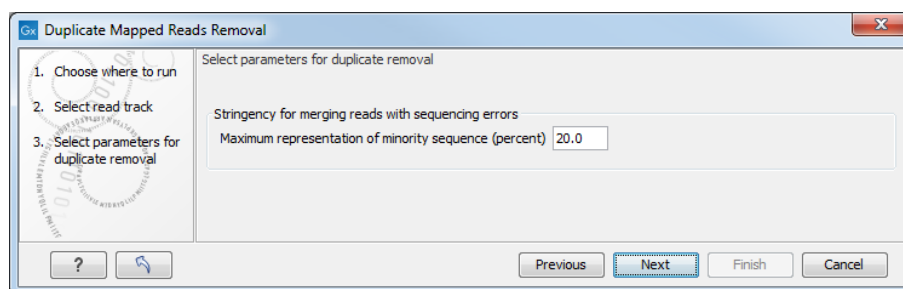 Gx Duplicate Mapped Reads Removal
1. Choose where to run
2. Select read track
3. Select parameters for
duplicate removal
Select parameters for duplicate removal
Stringency for merging reads with sequencing errors
Maximum representation of minority sequence (percent) 20.0
? Previous Next Finish Cancel